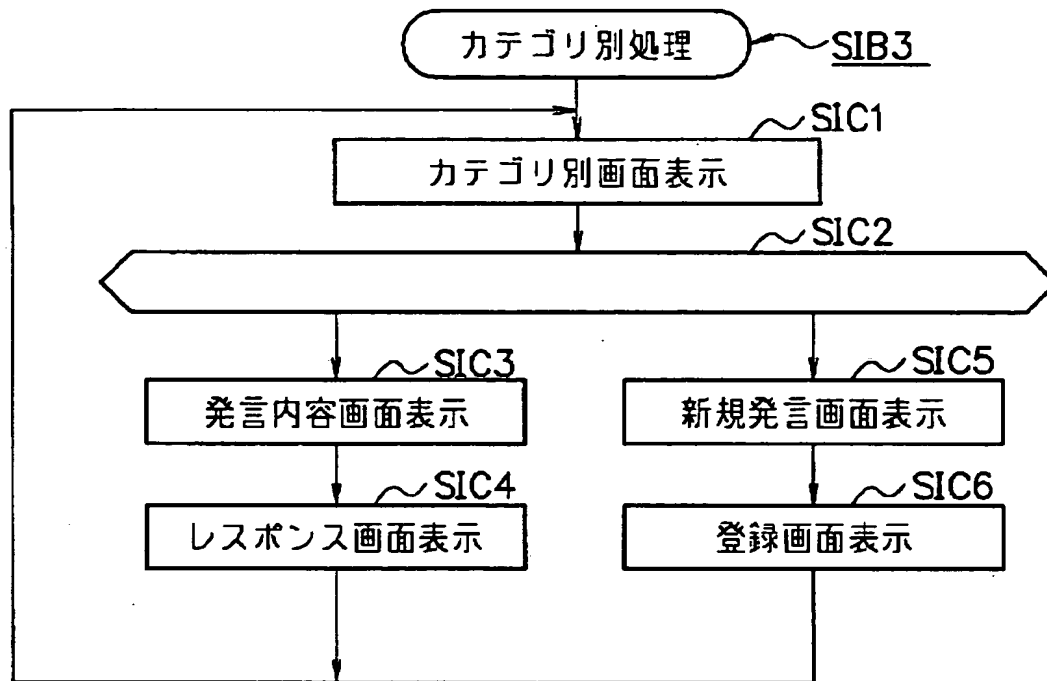 カテゴリ別処理
SIB3
SIC1
カテゴリ別画面表示
SIC2
SIC3
発言内容画面表示
SIC4
レスポンス画面表示
SIC5
新規発言画面表示
SIC6
登録画面表示